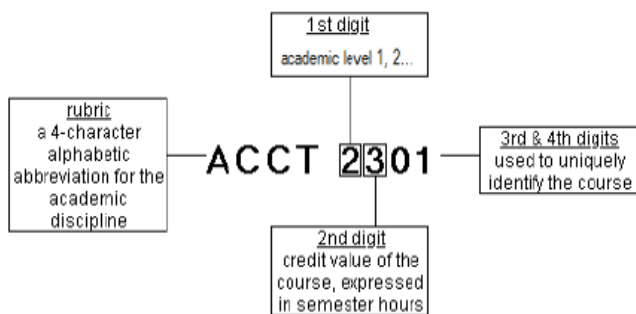 1st digit
academic level 1, 2...
rubric
a 4-character
alphabetic
abbreviation for the
academic
discipline
ACCT 2301
3rd & 4th digits
used to uniquely
identify the course
2nd digit
credit value of the
course, expressed
in semester hours